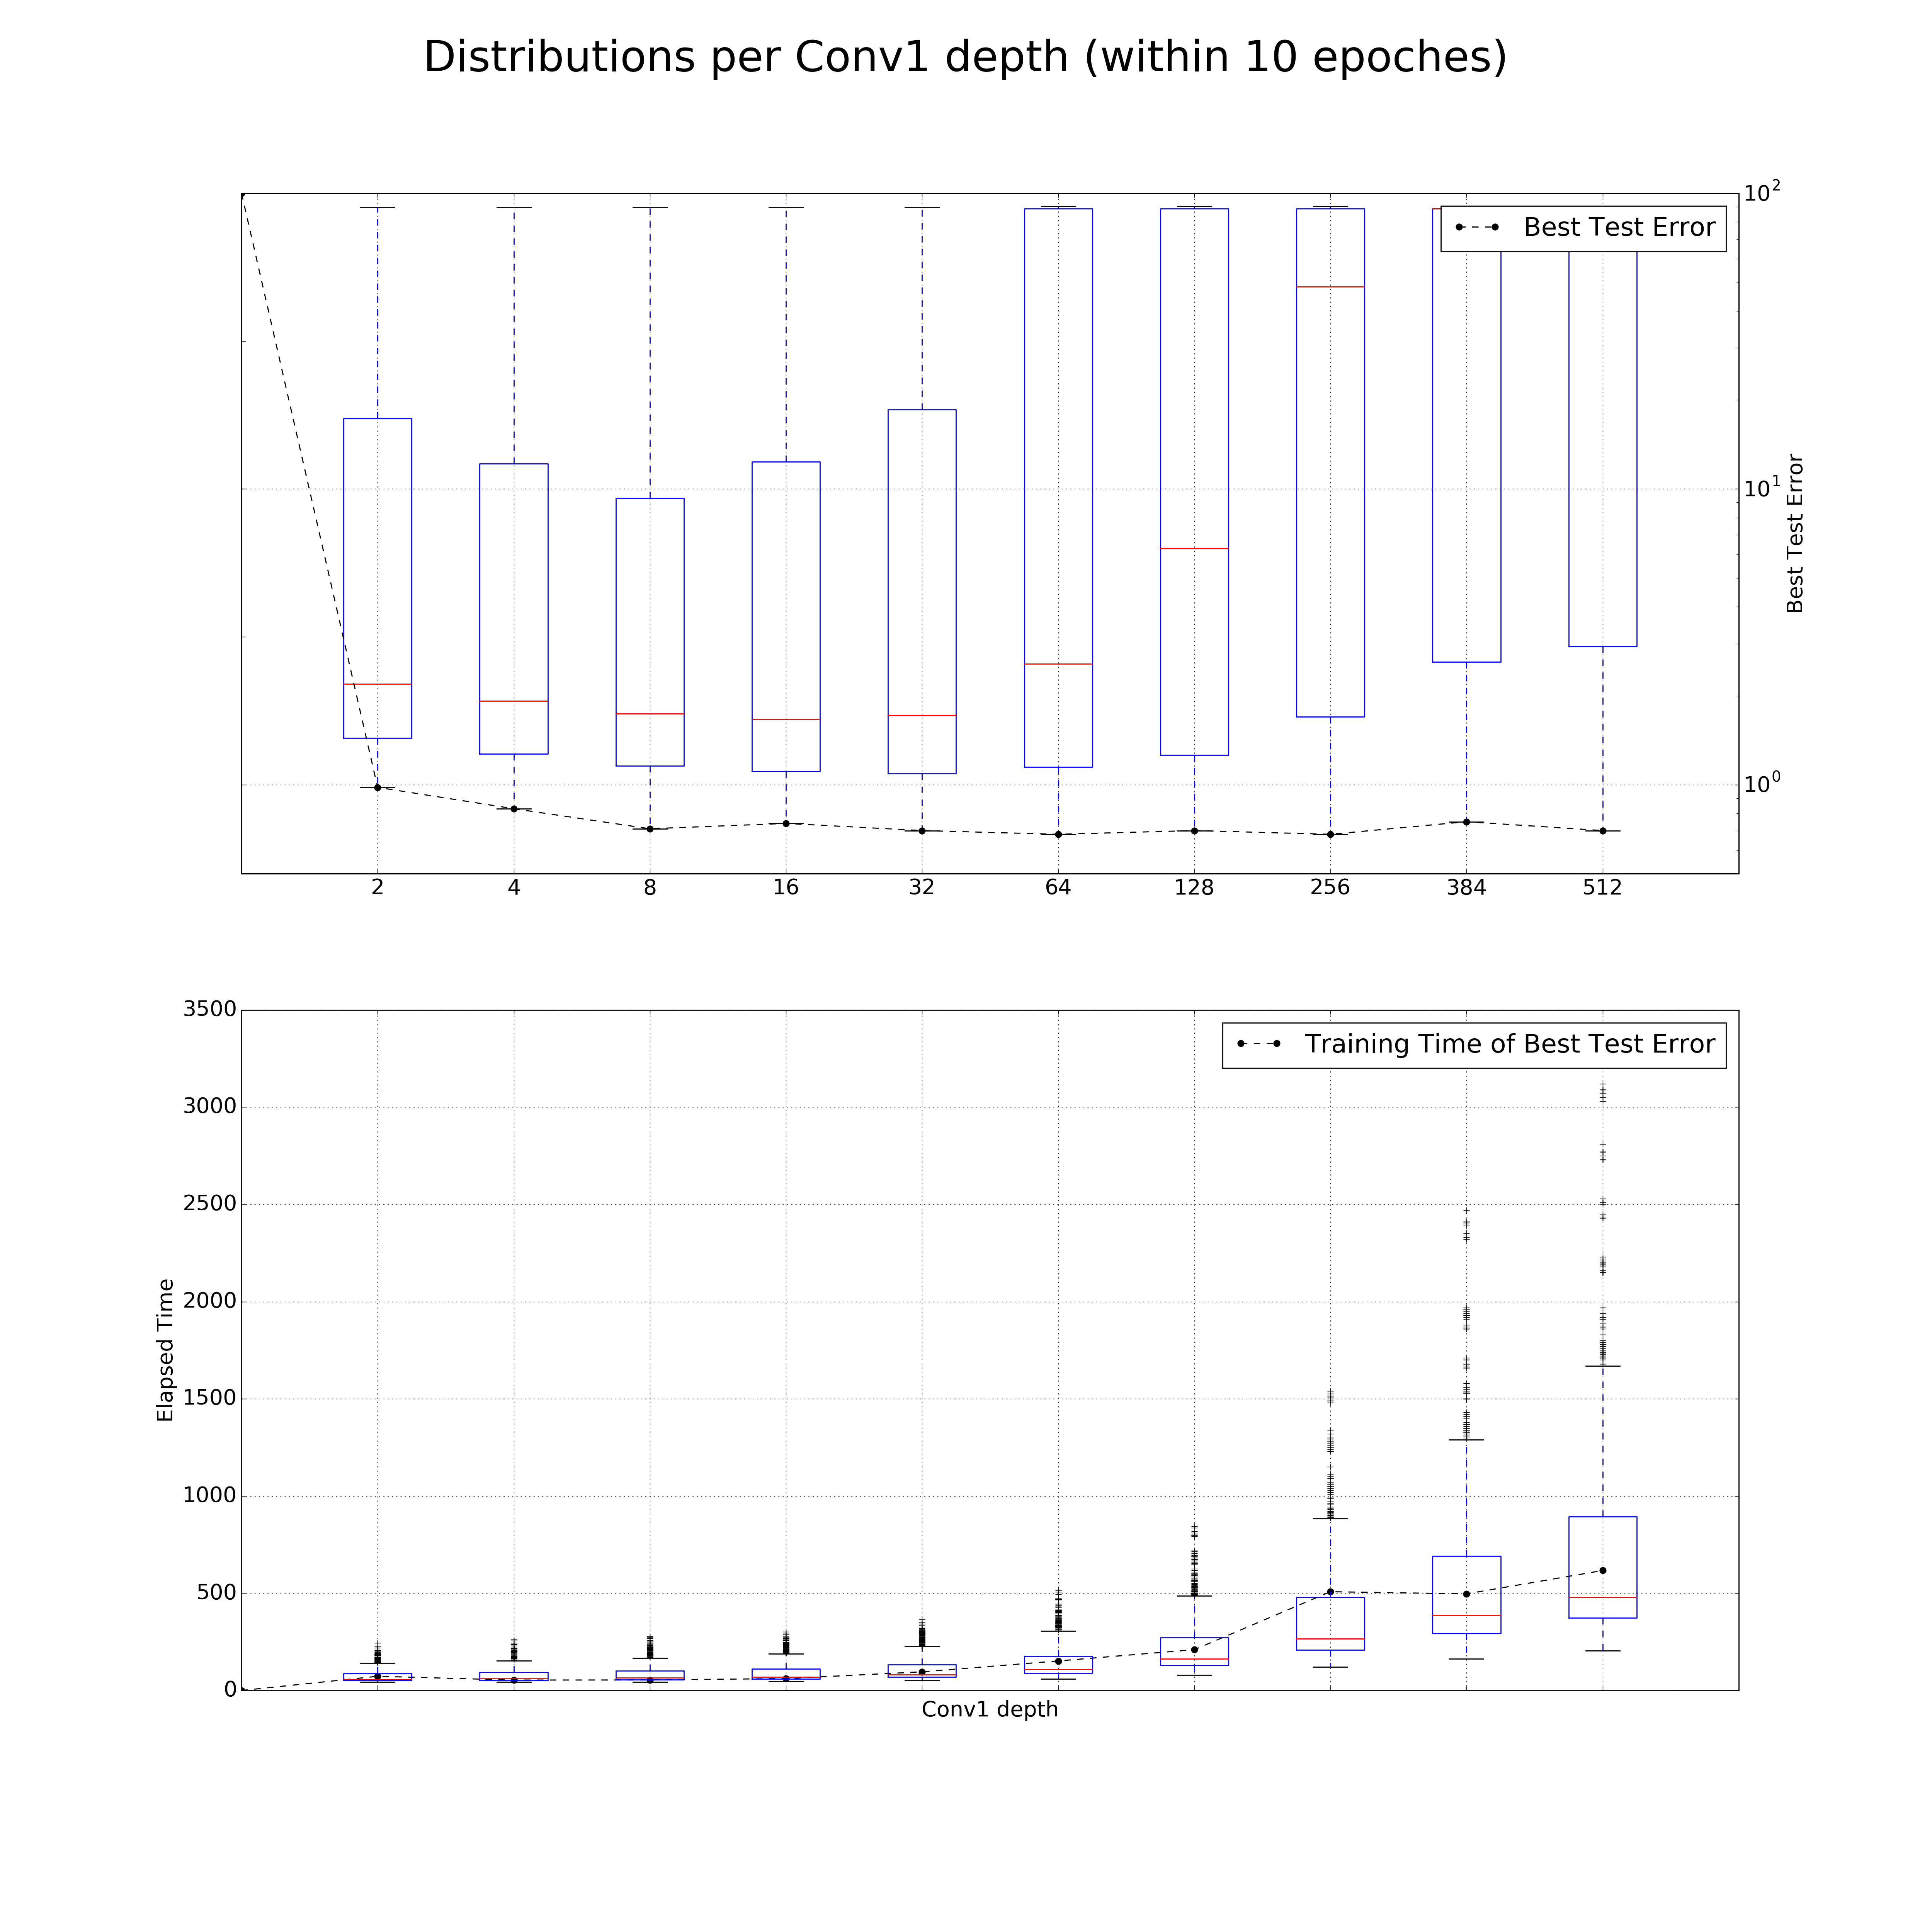 Distributions per Conv1 depth (within 10 epoches)
10^2
Best Test Error
10^1
Best Test Error
10^0
2 4 8 16 32 64 128 256 384 512
3500
Training Time of Best Test Error
3000
2500
2000
Elapsed Time
1500
1000
500
0
Conv1 depth